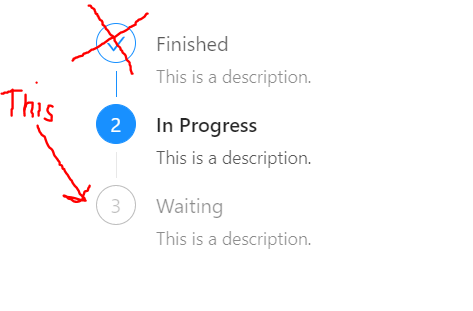 Finished
This is a description.
This
2
In Progress
This is a description.
3
Waiting
This is a description.